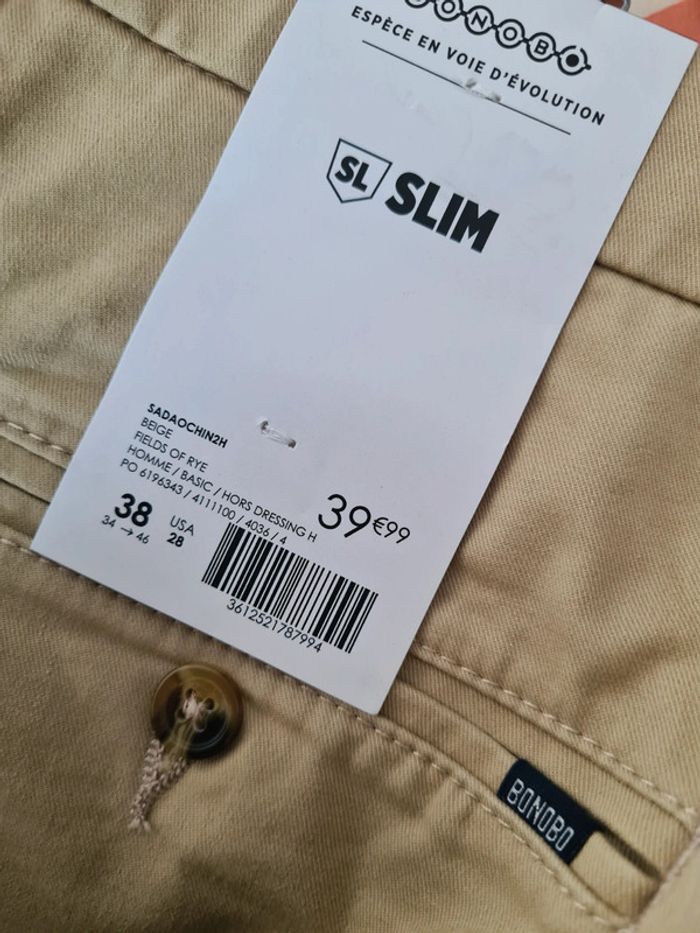 BONOBO
ESPÈCE EN VOIE D'ÉVOLUTION
SL SLIM
SADAOCHIN2H
BEIGE
FIELDS OF RYE
HOMME / BASIC / HORS DRESSING H
PO 6196343 / 4111100 / 4036 / 4
39€99
38 USA
34 → 46 28
3612521787994
BONOBO